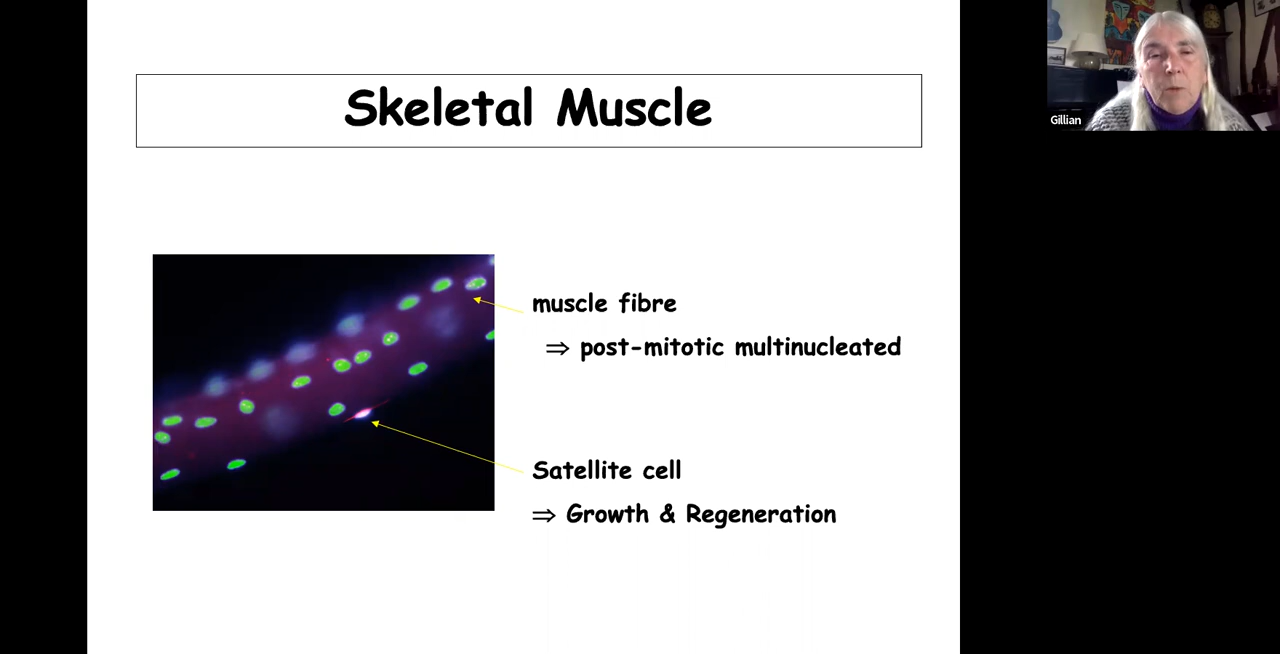 Skeletal Muscle
muscle fibre
⇒ post-mitotic multinucleated
Satellite cell
⇒ Growth & Regeneration
Gillian